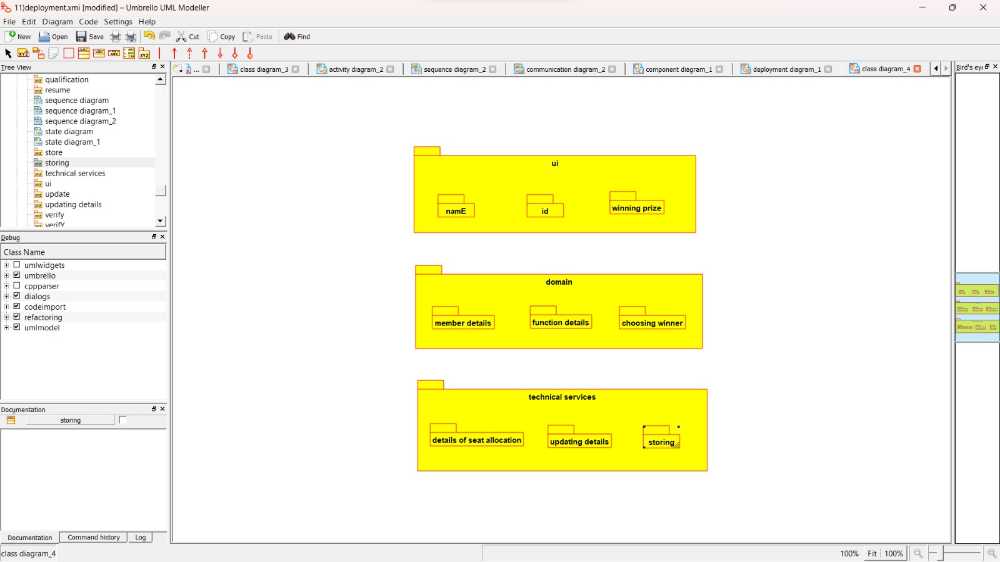 11)deployment.xmi [modified] – Umbrello UML Modeller
File Edit Diagram Code Settings Help
New Open Save Cut Copy Paste Find
Tree View
... class diagram_3 activity diagram_2 sequence diagram_2 communication diagram_2 component diagram_1 deployment diagram_1 class diagram_4
Bird's eye
qualification
resume
sequence diagram
sequence diagram_1
sequence diagram_2
state diagram
state diagram_1
store
storing
technical services
ui
update
updating details
verify
verifY
Debug
Class Name
umlwidgets
umbrello
cppparser
dialogs
codeimport
refactoring
umlmodel
Documentation
storing
Documentation Command history Log
ui
namE id winning prize
domain
member details function details choosing winner
technical services
details of seat allocation updating details storing
class diagram_4
100% Fit 100%